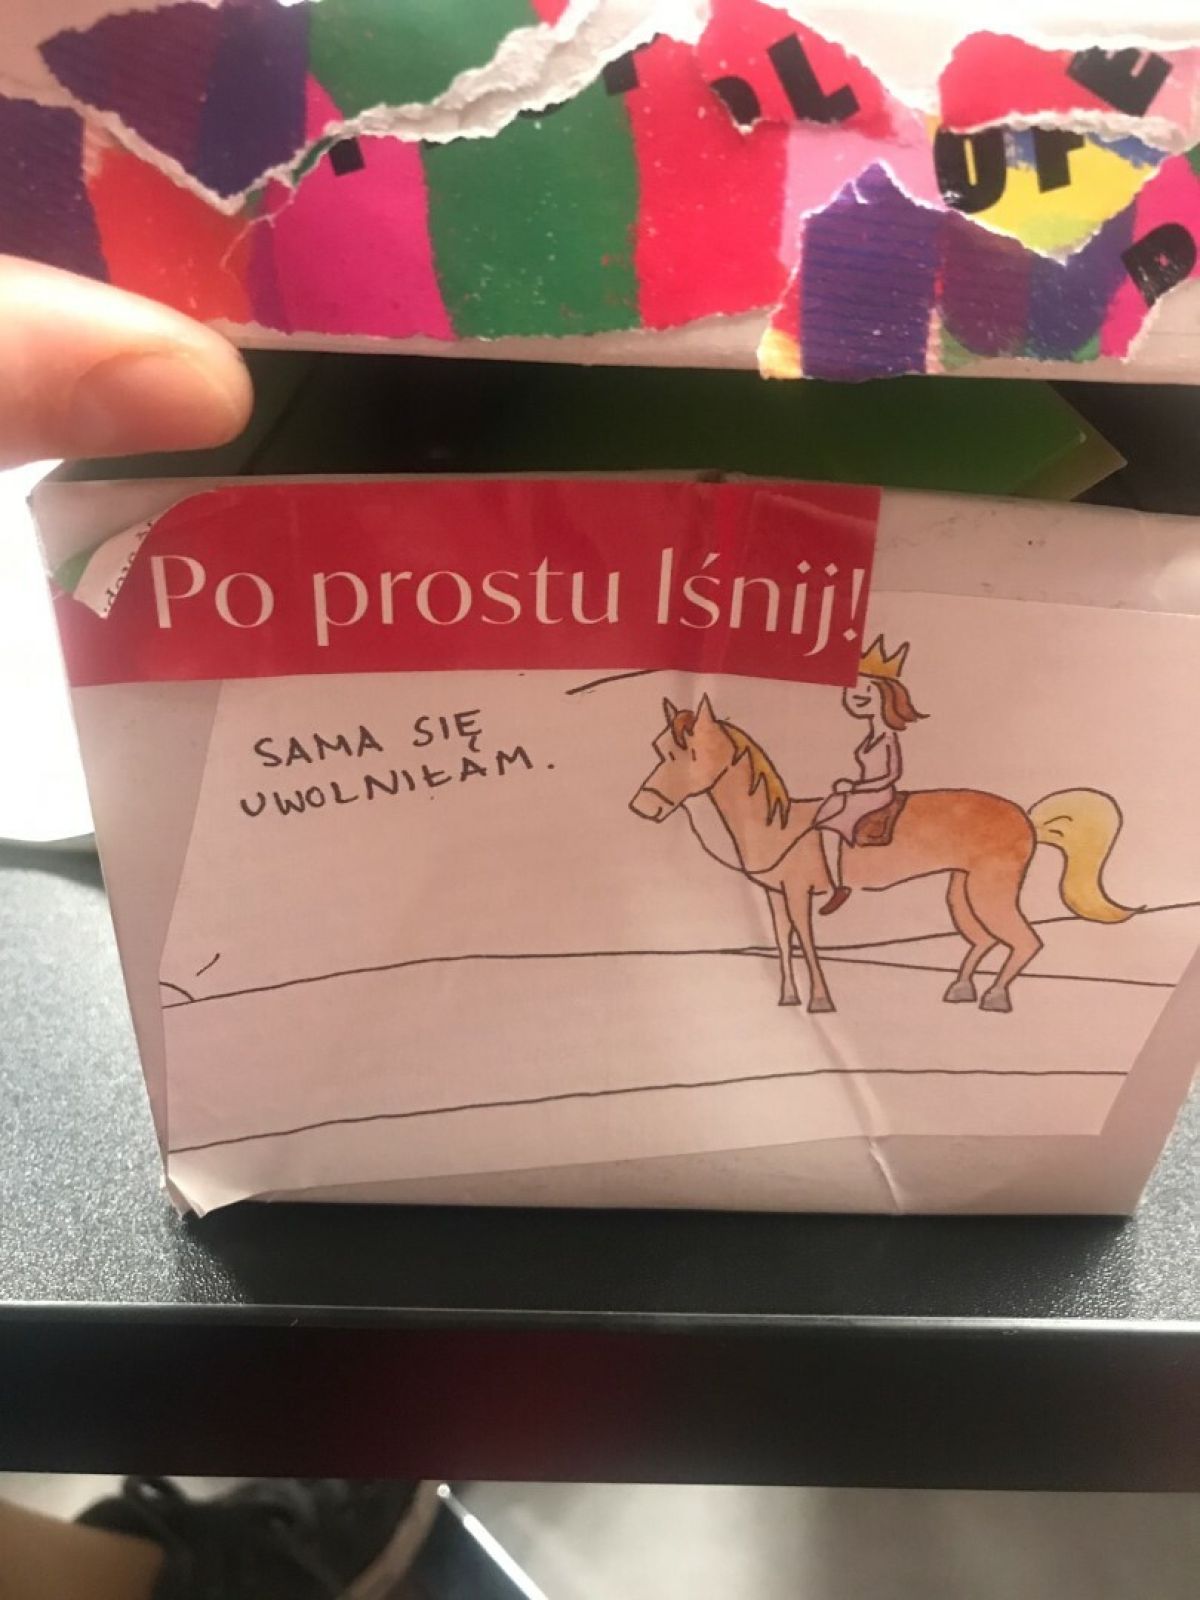 Po prostu lśnij!
SAMA SIĘ
UWOLNIŁAM.